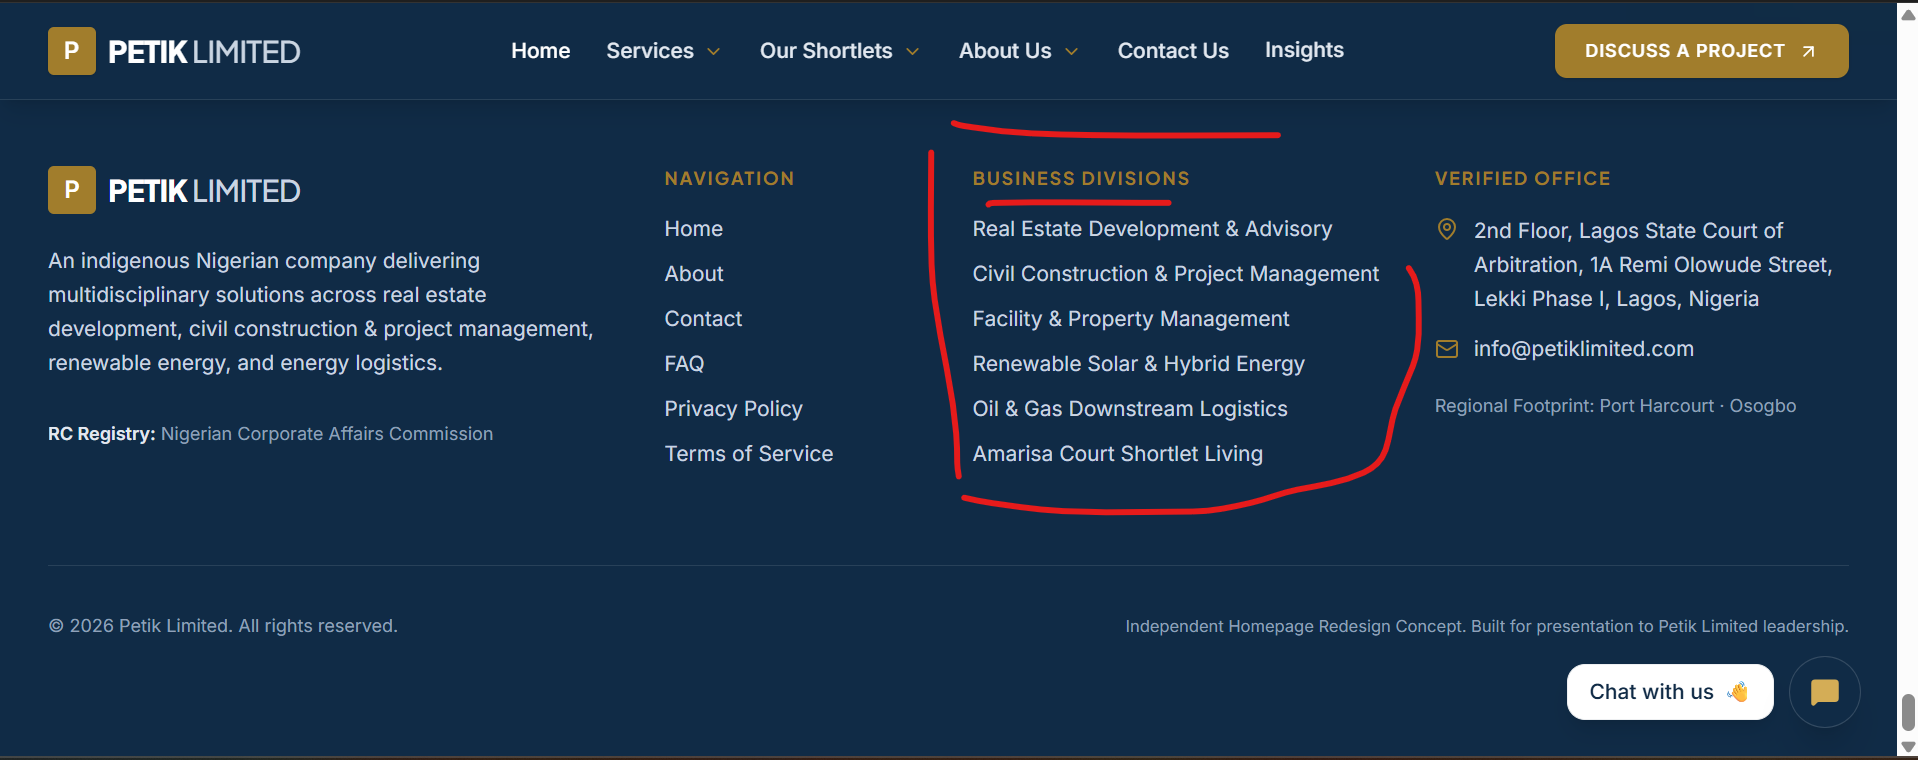 P PETIK LIMITED
Home Services Our Shortlets About Us Contact Us Insights
DISCUSS A PROJECT
P PETIK LIMITED
An indigenous Nigerian company delivering
multidisciplinary solutions across real estate
development, civil construction & project management,
renewable energy, and energy logistics.
RC Registry: Nigerian Corporate Affairs Commission
NAVIGATION
Home
About
Contact
FAQ
Privacy Policy
Terms of Service
BUSINESS DIVISIONS
Real Estate Development & Advisory
Civil Construction & Project Management
Facility & Property Management
Renewable Solar & Hybrid Energy
Oil & Gas Downstream Logistics
Amarisa Court Shortlet Living
VERIFIED OFFICE
2nd Floor, Lagos State Court of
Arbitration, 1A Remi Olowude Street,
Lekki Phase I, Lagos, Nigeria
info@petiklimited.com
Regional Footprint: Port Harcourt · Osogbo
© 2026 Petik Limited. All rights reserved.
Independent Homepage Redesign Concept. Built for presentation to Petik Limited leadership.
Chat with us 👋